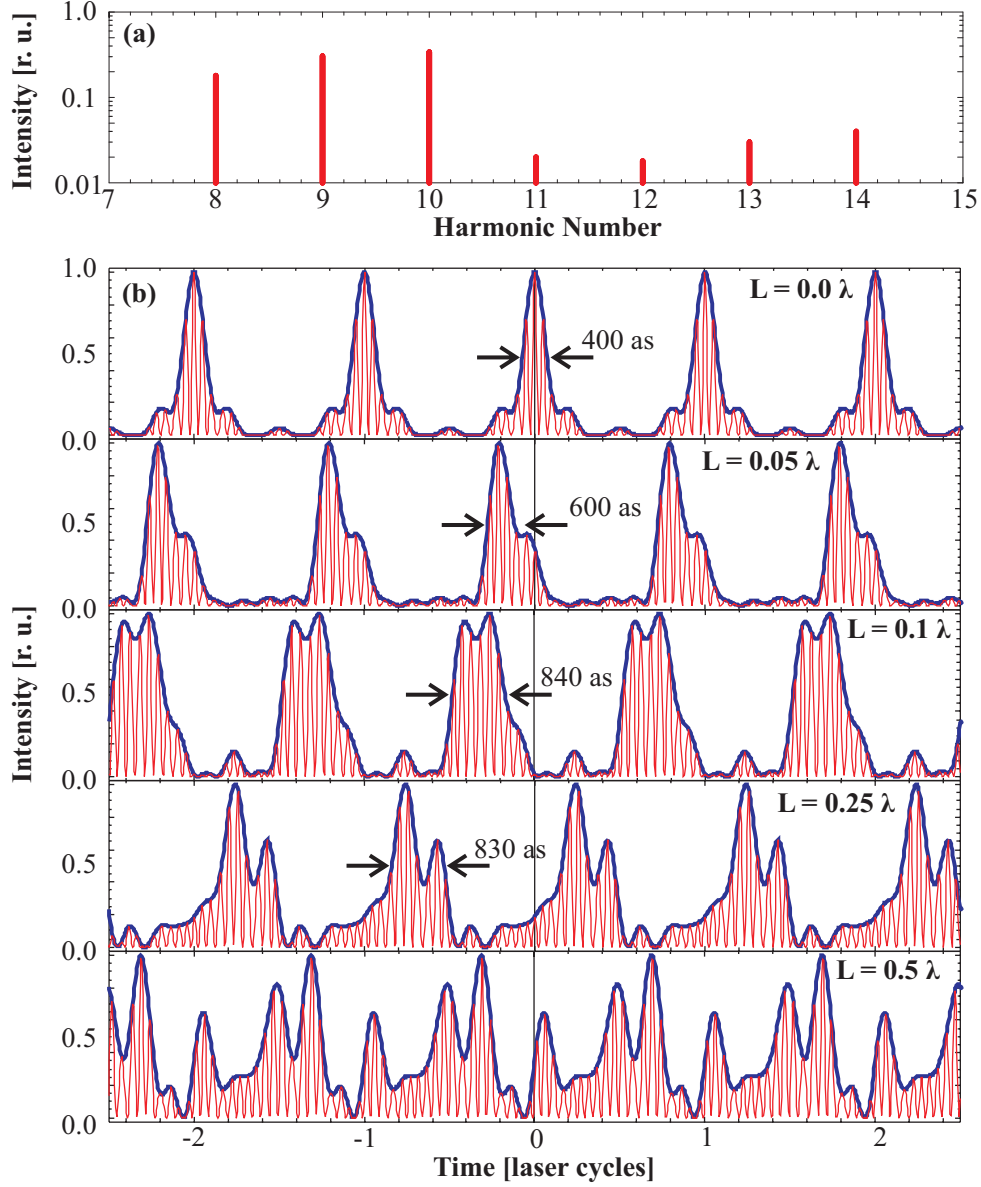 (a)
Intensity [r. u.]
1.0
0.1
0.01
7 8 9 10 11 12 13 14 15
Harmonic Number
(b)
Intensity [r. u.]
1.0
0.5
0.0
L = 0.0 λ
400 as
0.5
0.0
L = 0.05 λ
600 as
0.5
0.0
L = 0.1 λ
840 as
0.5
0.0
L = 0.25 λ
830 as
0.5
0.0
L = 0.5 λ
-2 -1 0 1 2
Time [laser cycles]